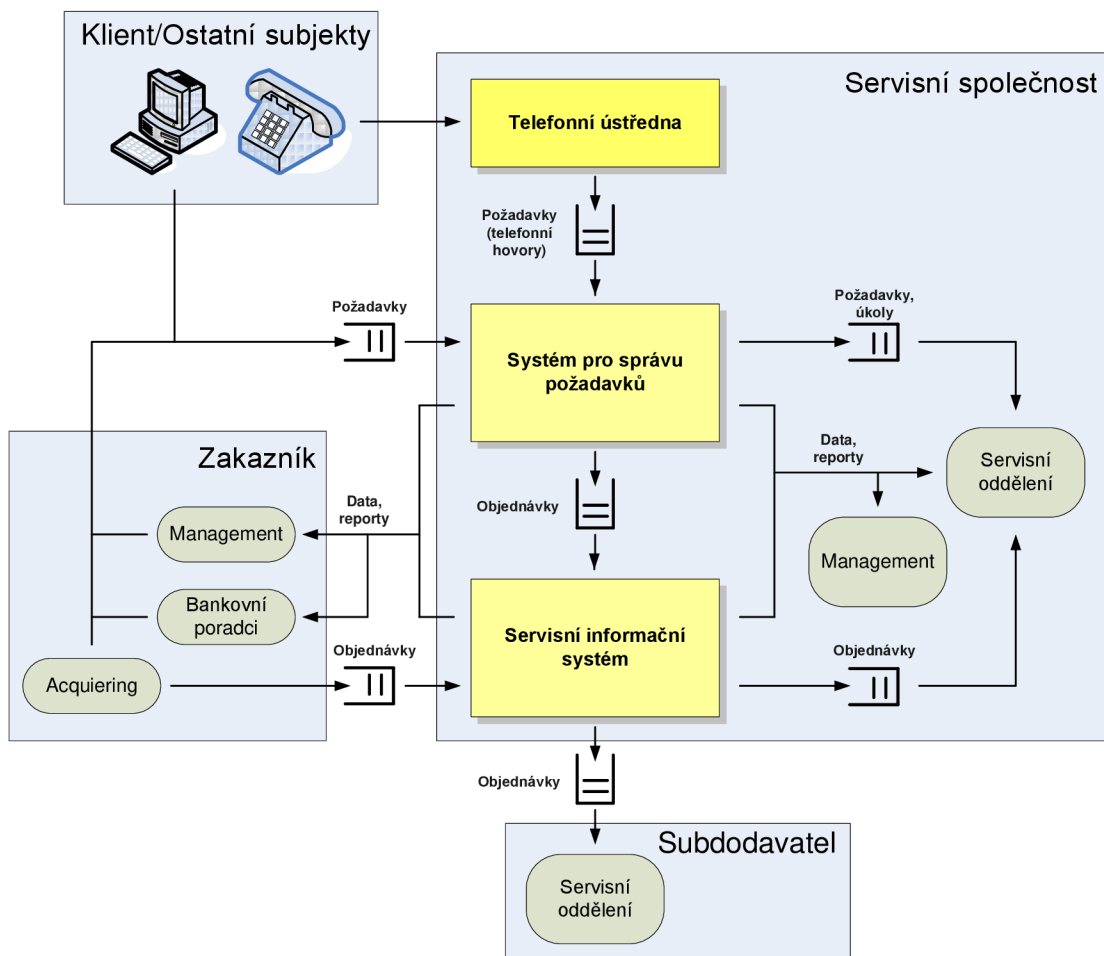 Klient/Ostatní subjekty
Servisní společnost
Telefonní ústředna
Požadavky
(telefonní
hovory)
Požadavky
Požadavky,
úkoly
Systém pro správu
požadavků
Zakazník
Data,
reporty
Servisní
oddělení
Data,
reporty
Objednávky
Management
Management
Bankovní
poradci
Servisní informační
systém
Objednávky
Objednávky
Acquiering
Objednávky
Subdodavatel
Servisní
oddělení